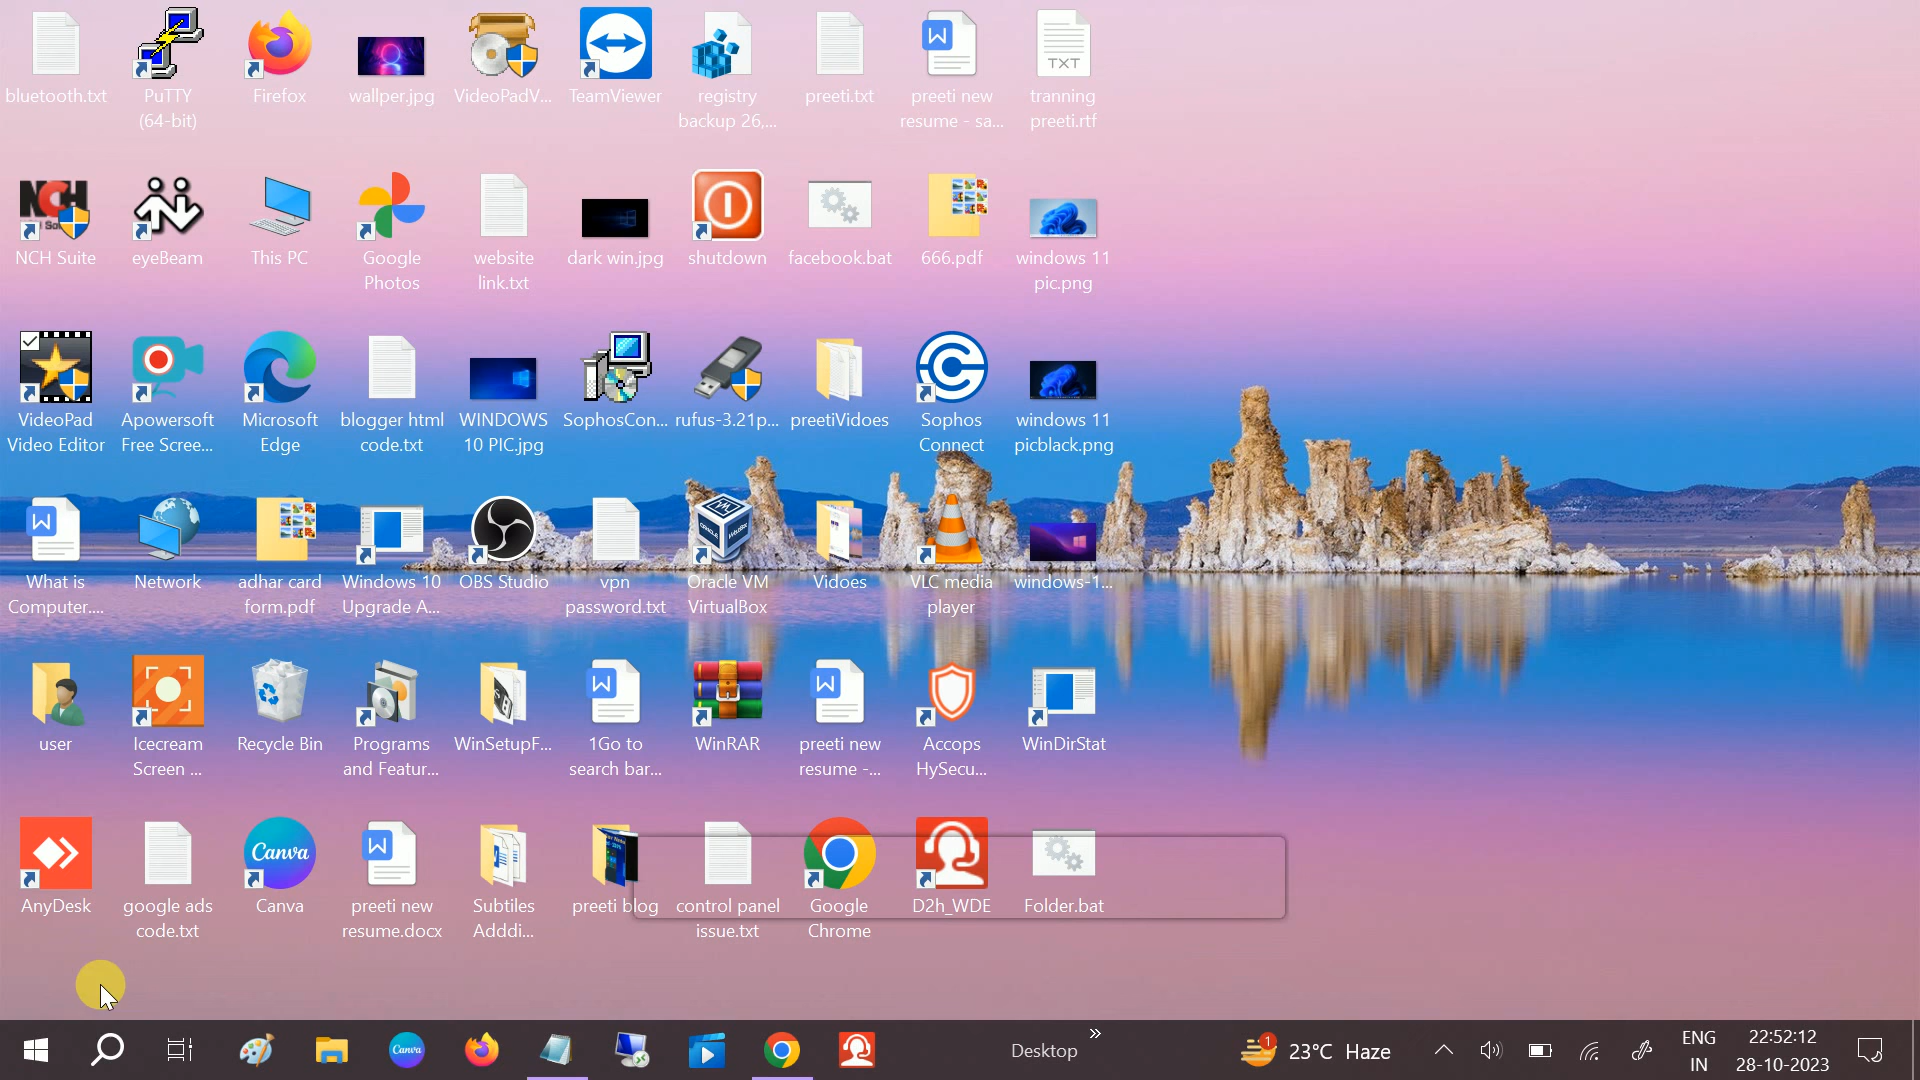 bluetooth.txt
PuTTY
(64-bit)
Firefox
wallper.jpg
VideoPadV...
TeamViewer
registry
backup 26,...
preeti.txt
W
preeti new
resume - sa...
TXT
tranning
preeti.rtf
NCH
NCH Suite
eyeBeam
This PC
Google
Photos
website
link.txt
dark win.jpg
shutdown
facebook.bat
666.pdf
windows 11
pic.png
VideoPad
Video Editor
Apowersoft
Free Scree...
Microsoft
Edge
blogger html
code.txt
WINDOWS
10 PIC.jpg
SophosCon...
rufus-3.21p...
preetiVidoes
Sophos
Connect
windows 11
picblack.png
W
What is
Computer....
Network
adhar card
form.pdf
Windows 10
Upgrade A...
OBS Studio
vpn
password.txt
Oracle VM
VirtualBox
Vidoes
VLC media
player
windows-1...
user
Icecream
Screen ...
Recycle Bin
Programs
and Featur...
WinSetupF...
W
1Go to
search bar...
WinRAR
W
preeti new
resume -...
Accops
HySecu...
WinDirStat
AnyDesk
google ads
code.txt
Canva
Canva
W
preeti new
resume.docx
Subtiles
Adddi...
preeti blog
control panel
issue.txt
Google
Chrome
D2h_WDE
Folder.bat
Canva
Desktop
»
1
23°C Haze
ENG
IN
22:52:12
28-10-2023